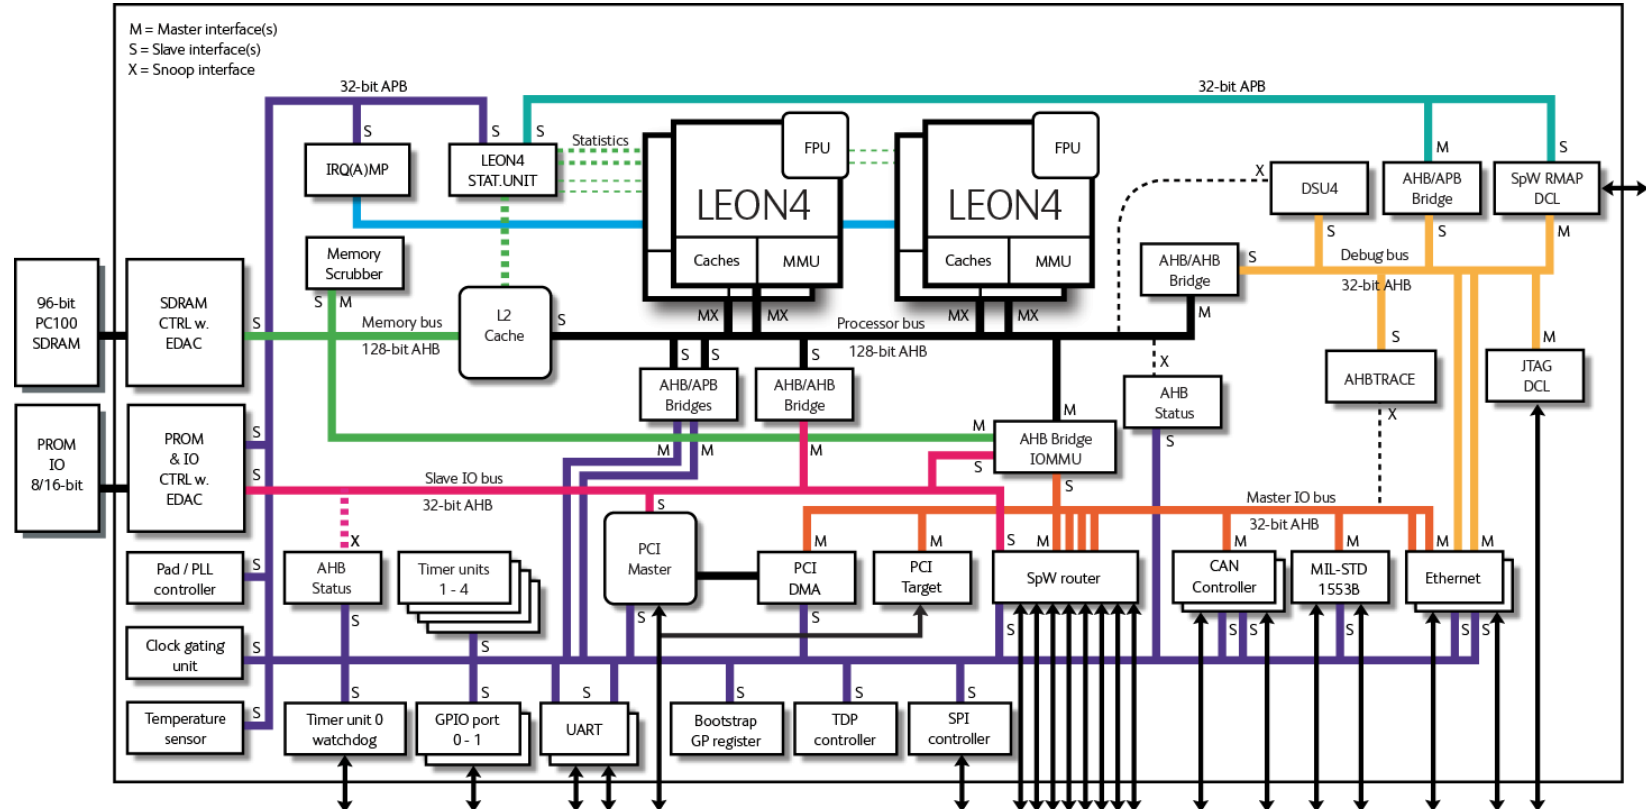 M = Master interface(s)
S = Slave interface(s)
X = Snoop interface
32-bit APB
32-bit APB
S
S
S
Statistics
M
S
IRQ(A)MP
LEON4
STAT.UNIT
FPU
LEON4
Caches
MMU
FPU
LEON4
Caches
MMU
X
DSU4
AHB/APB
Bridge
SpW RMAP
DCL
S
S
M
Memory
Scrubber
S
M
AHB/AHB
Bridge
S
M
Debug bus
32-bit AHB
96-bit
PC100
SDRAM
SDRAM
CTRL w.
EDAC
S
Memory bus
128-bit AHB
L2
Cache
S
MX
MX
MX
MX
Processor bus
128-bit AHB
S
S
S
X
S
M
AHB/APB
Bridges
AHB/AHB
Bridge
AHB
Status
AHBTRACE
JTAG
DCL
M
M
X
PROM
IO
8/16-bit
PROM
& IO
CTRL w.
EDAC
S
S
M
M
M
S
AHB Bridge
IOMMU
S
S
Slave IO bus
32-bit AHB
Master IO bus
32-bit AHB
X
S
M
M
S
M
M
M
M
M
Pad / PLL
controller
S
AHB
Status
Timer units
1 - 4
PCI
Master
PCI
DMA
PCI
Target
SpW router
CAN
Controller
MIL-STD
1553B
Ethernet
S
S
S
S
S
S
S
S
S
S
Clock gating
unit
S
Temperature
sensor
S
S
S
S
S
S
S
Timer unit 0
watchdog
GPIO port
0 - 1
UART
Bootstrap
GP register
TDP
controller
SPI
controller